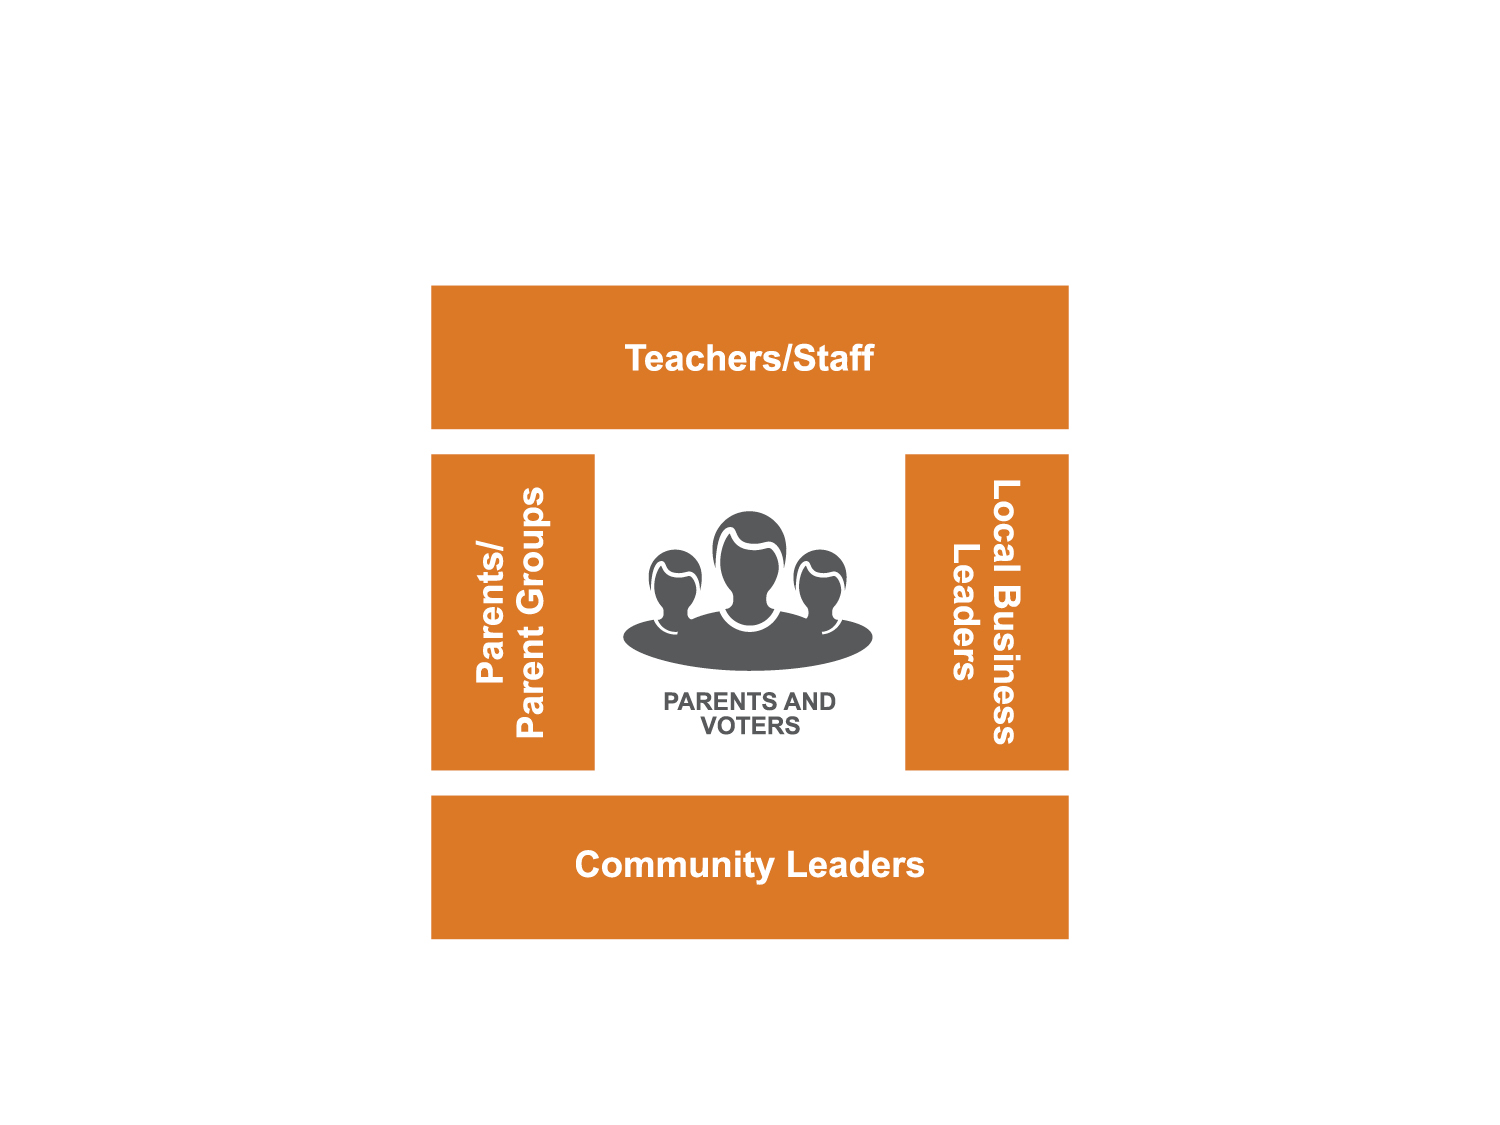 Teachers/Staff
Parents/
Parent Groups
PARENTS AND
VOTERS
Local Business
Leaders
Community Leaders